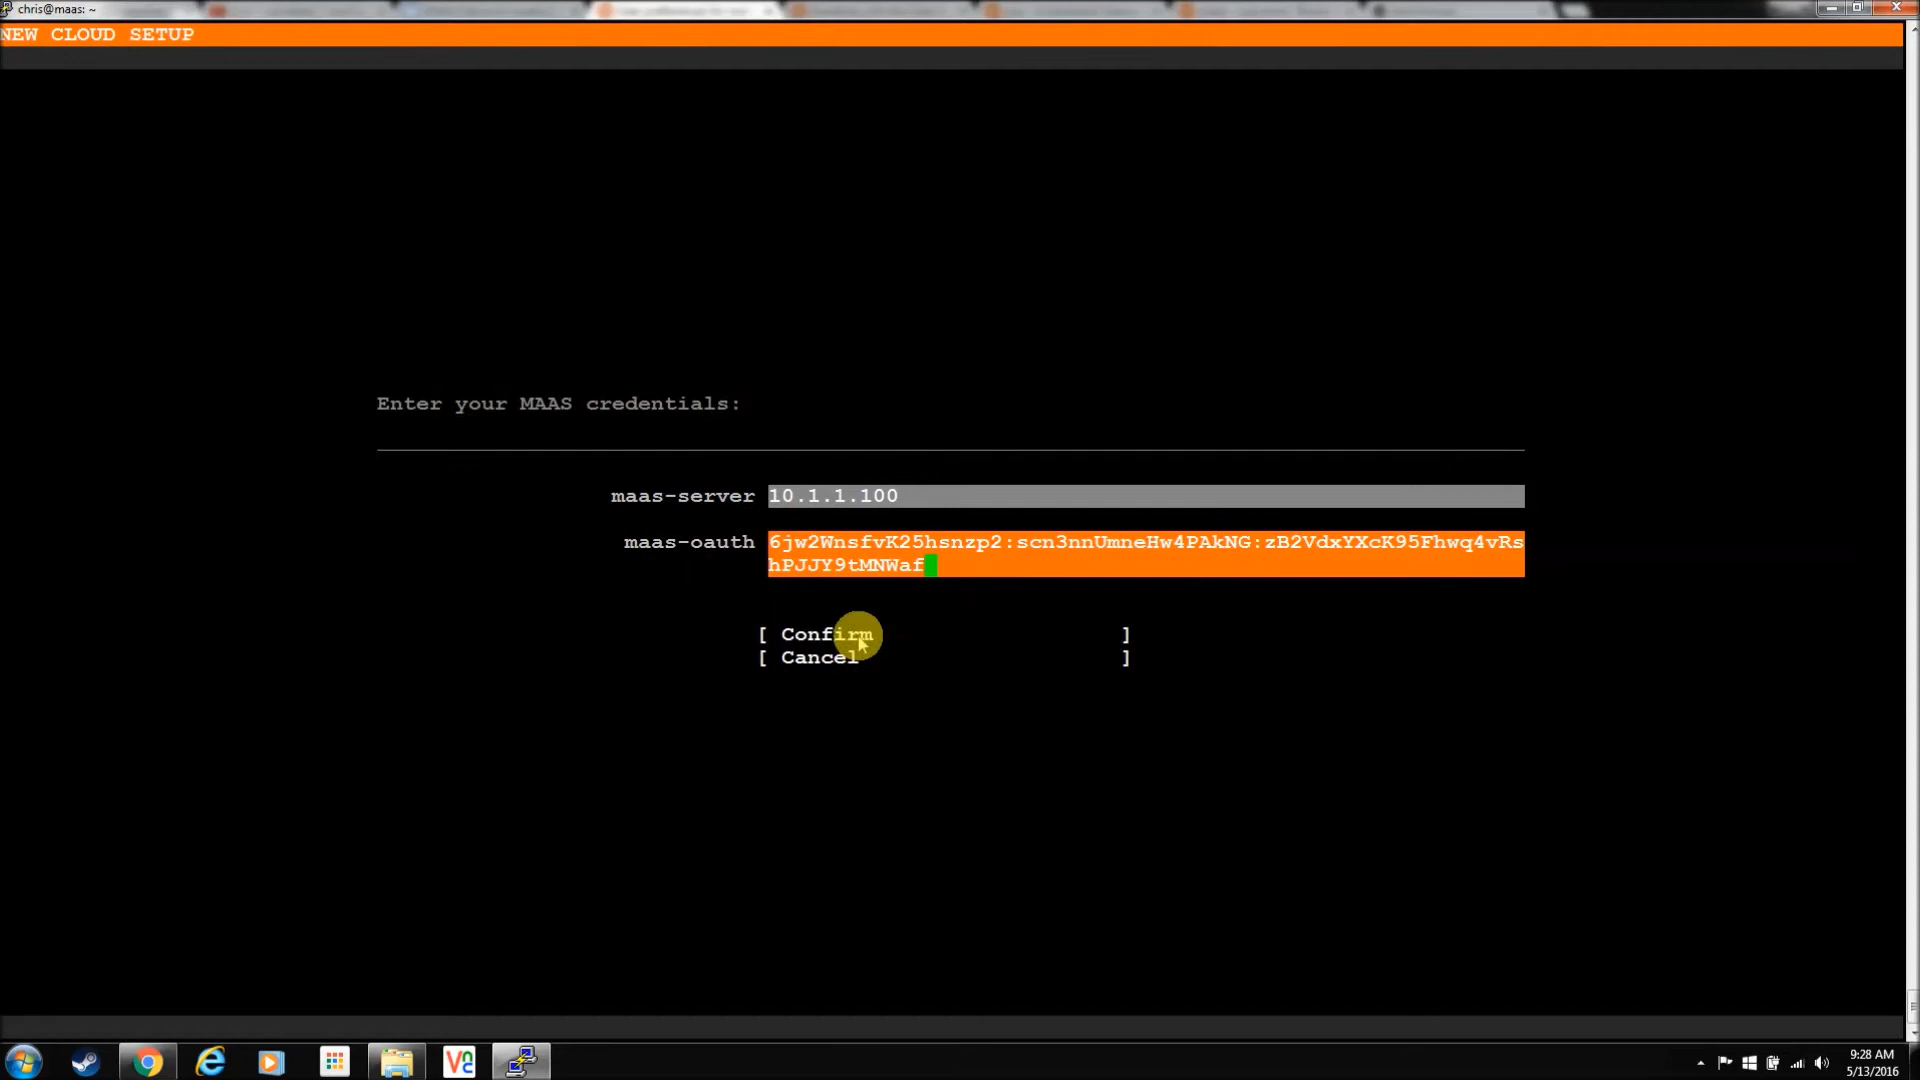 chris@maas: ~
NEW CLOUD SETUP
Enter your MAAS credentials:
maas-server 10.1.1.100
maas-oauth 6jw2WnsfvK25hsnzp2:scn3nnUmneHw4PAkNG:zB2VdxYXcK95Fhwq4vRs
hPJJY9tMNWaf
[ Confirm ]
[ Cancel ]
9:28 AM
5/13/2016